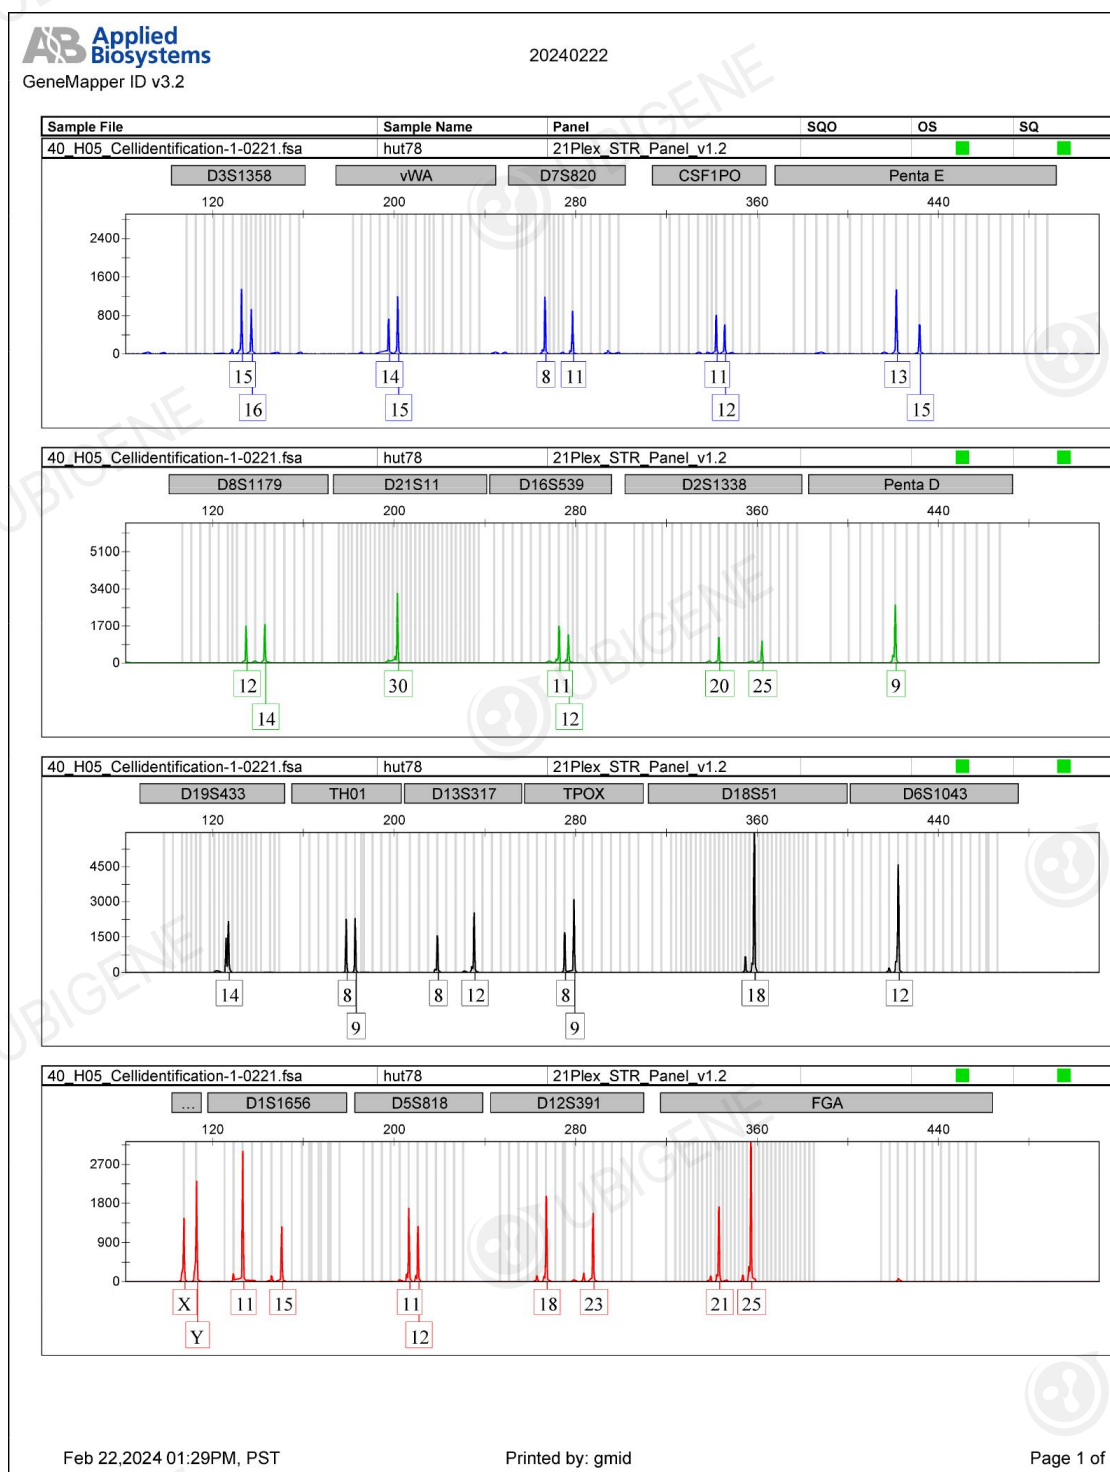 Applied
Biosystems
GeneMapper ID v3.2
20240222
Sample File Sample Name Panel SQO OS SQ
40_H05_Cellidentification-1-0221.fsa hut78 21Plex_STR_Panel_v1.2
D3S1358 vWA D7S820 CSF1PO Penta E
120 200 280 360 440
2400
1600
800
0
15 14 8 11 11 13
16 15 12 15
40_H05_Cellidentification-1-0221.fsa hut78 21Plex_STR_Panel_v1.2
D8S1179 D21S11 D16S539 D2S1338 Penta D
120 200 280 360 440
5100
3400
1700
0
12 30 11 20 25 9
14 12
40_H05_Cellidentification-1-0221.fsa hut78 21Plex_STR_Panel_v1.2
D19S433 TH01 D13S317 TPOX D18S51 D6S1043
120 200 280 360 440
4500
3000
1500
0
14 8 8 12 8 18 12
9 9
40_H05_Cellidentification-1-0221.fsa hut78 21Plex_STR_Panel_v1.2
... D1S1656 D5S818 D12S391 FGA
120 200 280 360 440
2700
1800
900
0
X 11 15 11 18 23 21 25
Y 12
Feb 22,2024 01:29PM, PST Printed by: gmid Page 1 of
UBIGENE
UBIGENE
UBIGENE
UBIGENE
UBIGENE
UBIGENE